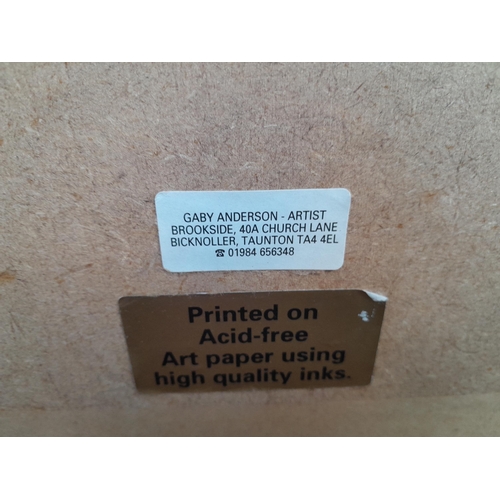 GABY ANDERSON - ARTIST
BROOKSIDE, 40A CHURCH LANE
BICKNOLLER, TAUNTON TA4 4EL
☎ 01984 656348
Printed on
Acid-free
Art paper using
high quality inks.